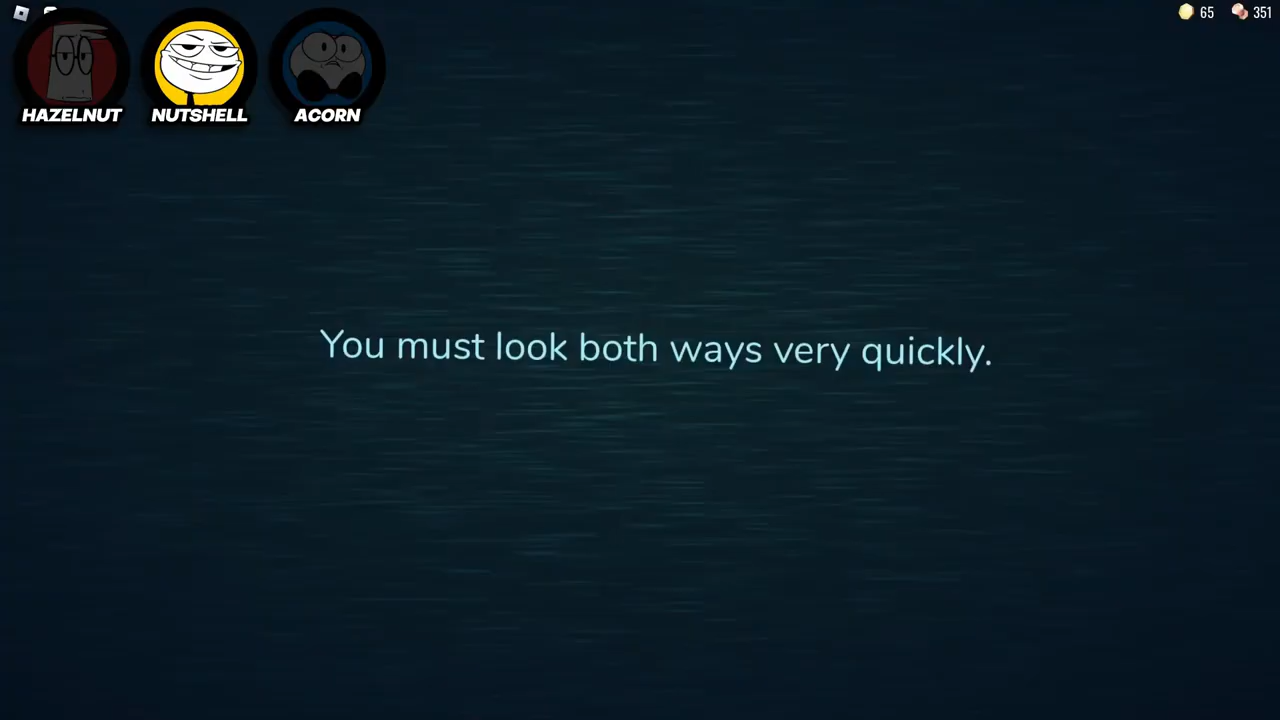 65
351
HAZELNUT
NUTSHELL
ACORN
You must look both ways very quickly.